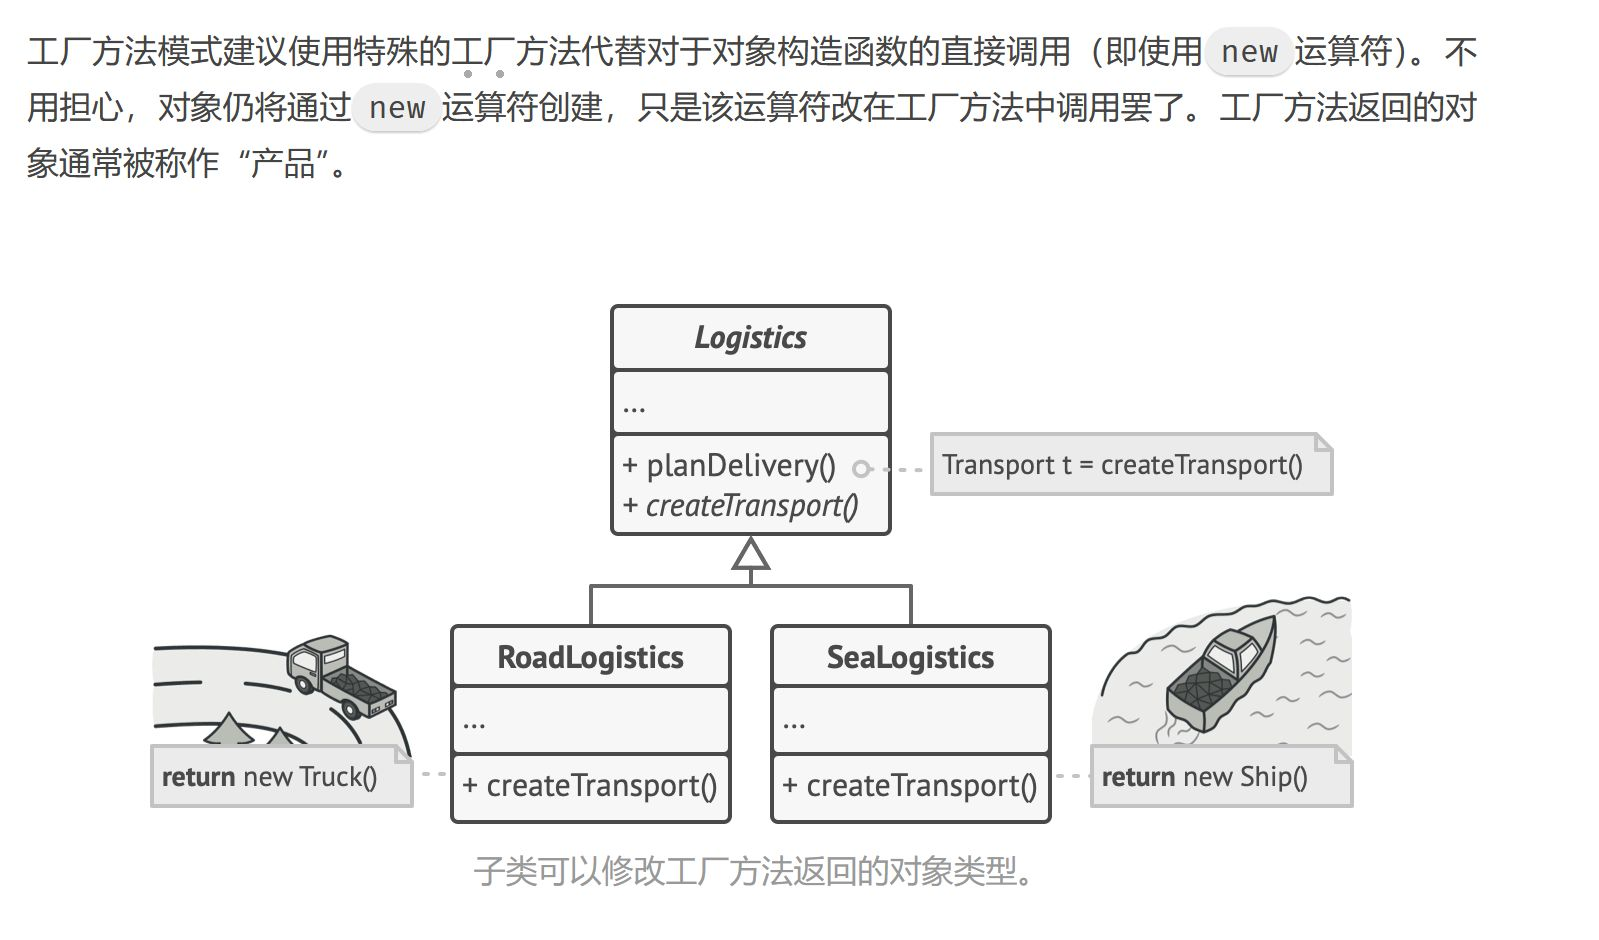 工厂方法模式建议使用特殊的工厂方法代替对于对象构造函数的直接调用（即使用 new 运算符）。 不
用担心， 对象仍将通过 new 运算符创建， 只是该运算符改在工厂方法中调用罢了。 工厂方法返回的对
象通常被称作 “产品”。
Logistics
...
+ planDelivery()
Transport t = createTransport()
+ createTransport()
RoadLogistics
SeaLogistics
...
...
return new Truck()
+ createTransport()
+ createTransport()
return new Ship()
子类可以修改工厂方法返回的对象类型。